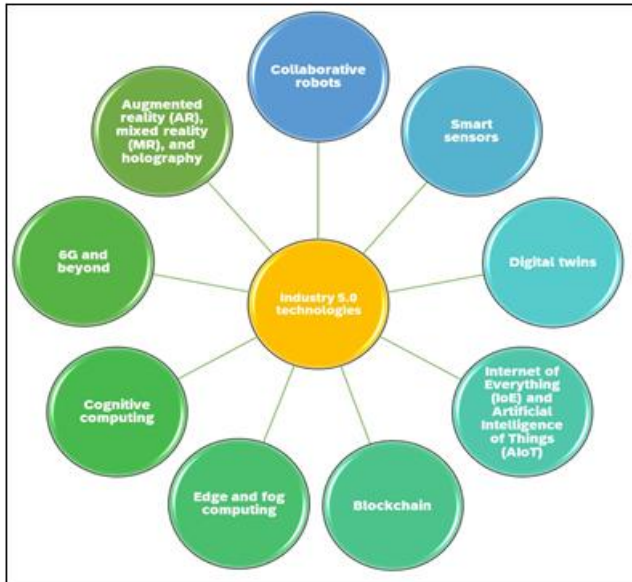 Collaborative
robots
Smart
sensors
Digital twins
Internet of
Everything
(IoE) and
Artificial
Intelligence
of Things
(AIoT)
Blockchain
Edge and fog
computing
Cognitive
computing
6G and
beyond
Augmented
reality (AR),
mixed reality
(MR), and
holography
Industry 5.0
technologies